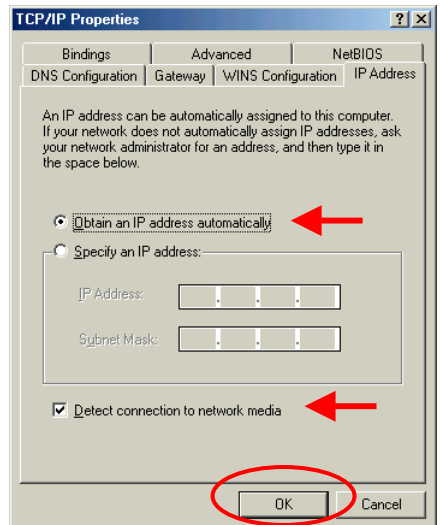 TCP/IP Properties
Bindings
Advanced
NetBIOS
DNS Configuration
Gateway
WINS Configuration
IP Address
An IP address can be automatically assigned to this computer.
If your network does not automatically assign IP addresses, ask
your network administrator for an address, and then type it in
the space below.
Obtain an IP address automatically
Specify an IP address:
IP Address:
Subnet Mask:
Detect connection to network media
OK
Cancel